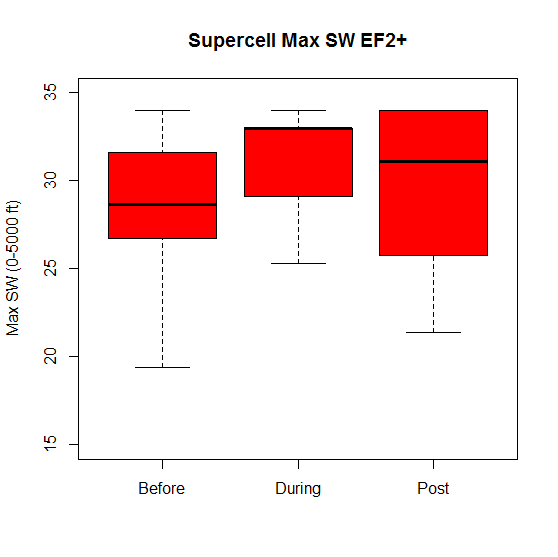 Supercell Max SW EF2+
35
30
25
20
15
Max SW (0-5000 ft)
Before During Post